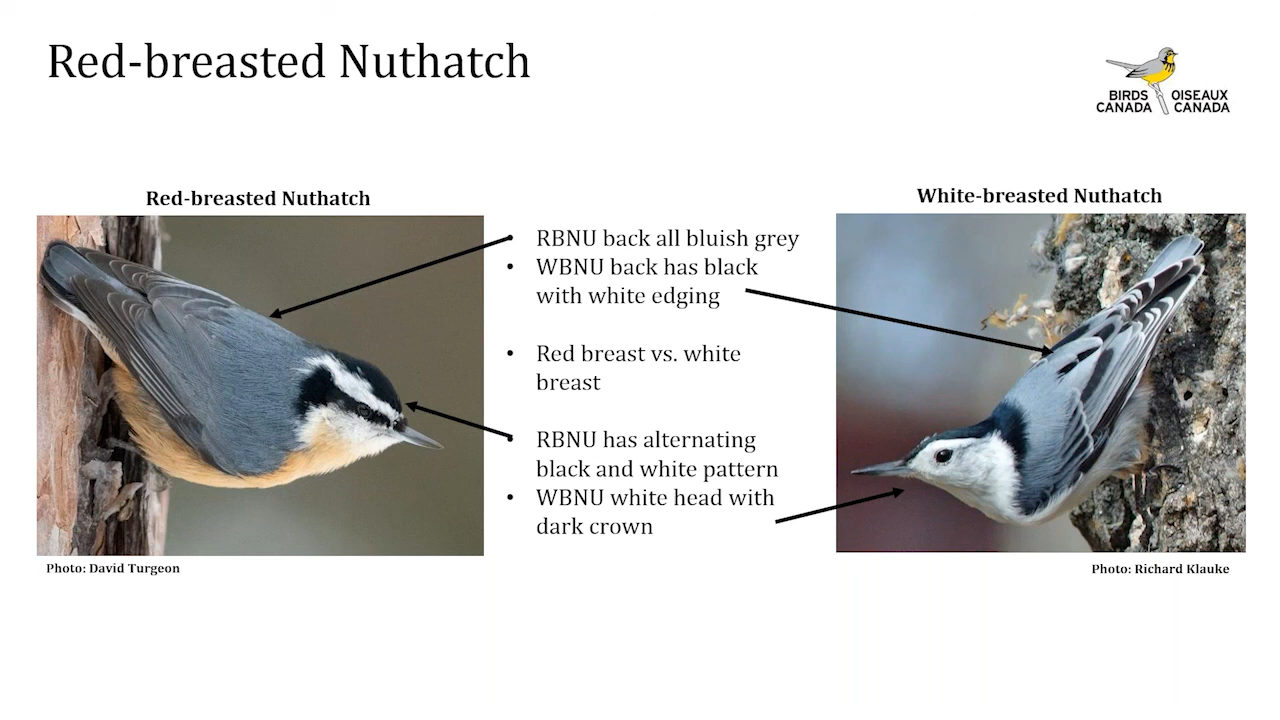 Red-breasted Nuthatch
BIRDS CANADA
OISEAUX CANADA
Red-breasted Nuthatch
White-breasted Nuthatch
• RBNU back all bluish grey
• WBNU back has black
with white edging
• Red breast vs. white
breast
• RBNU has alternating
black and white pattern
• WBNU white head with
dark crown
Photo: David Turgeon
Photo: Richard Klauke